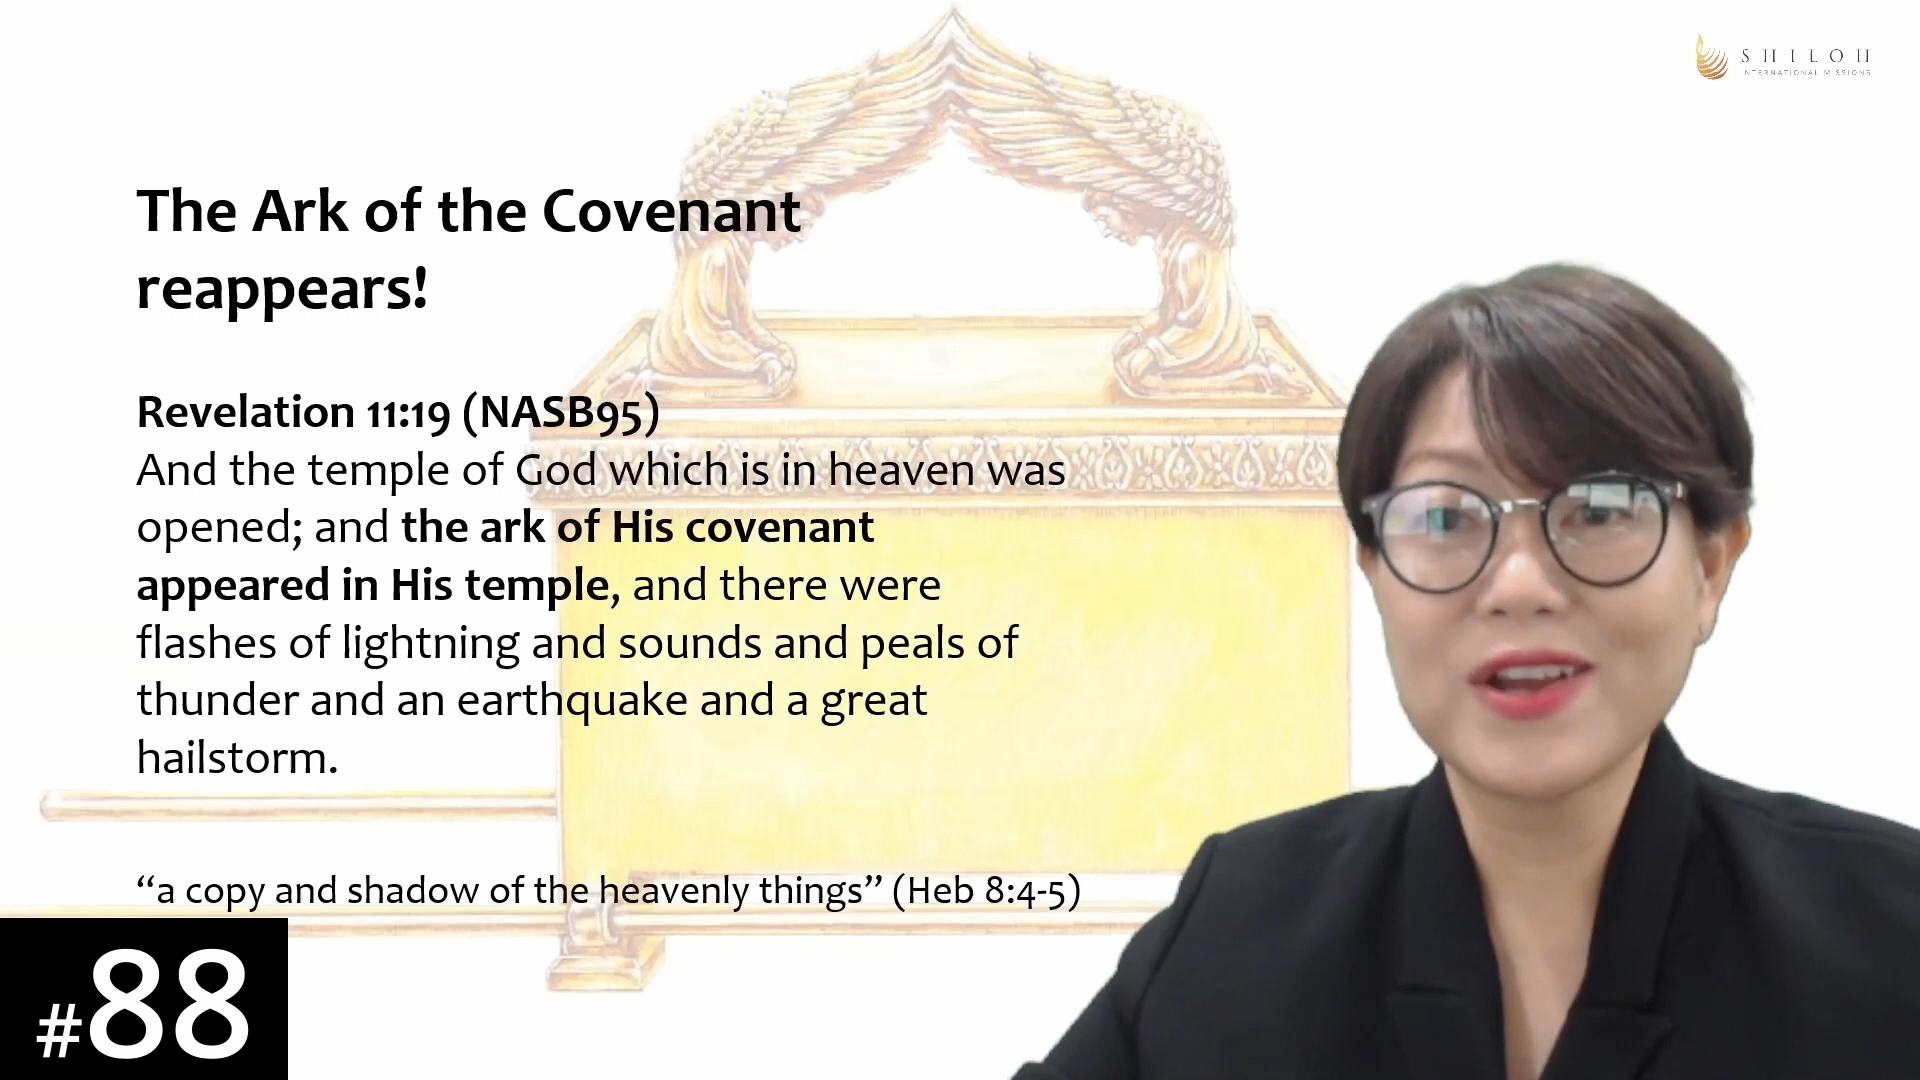 SHILOH
INTERNATIONAL MISSIONS
The Ark of the Covenant
reappears!
Revelation 11:19 (NASB95)
And the temple of God which is in heaven was
opened; and the ark of His covenant
appeared in His temple, and there were
flashes of lightning and sounds and peals of
thunder and an earthquake and a great
hailstorm.
“a copy and shadow of the heavenly things” (Heb 8:4-5)
#88